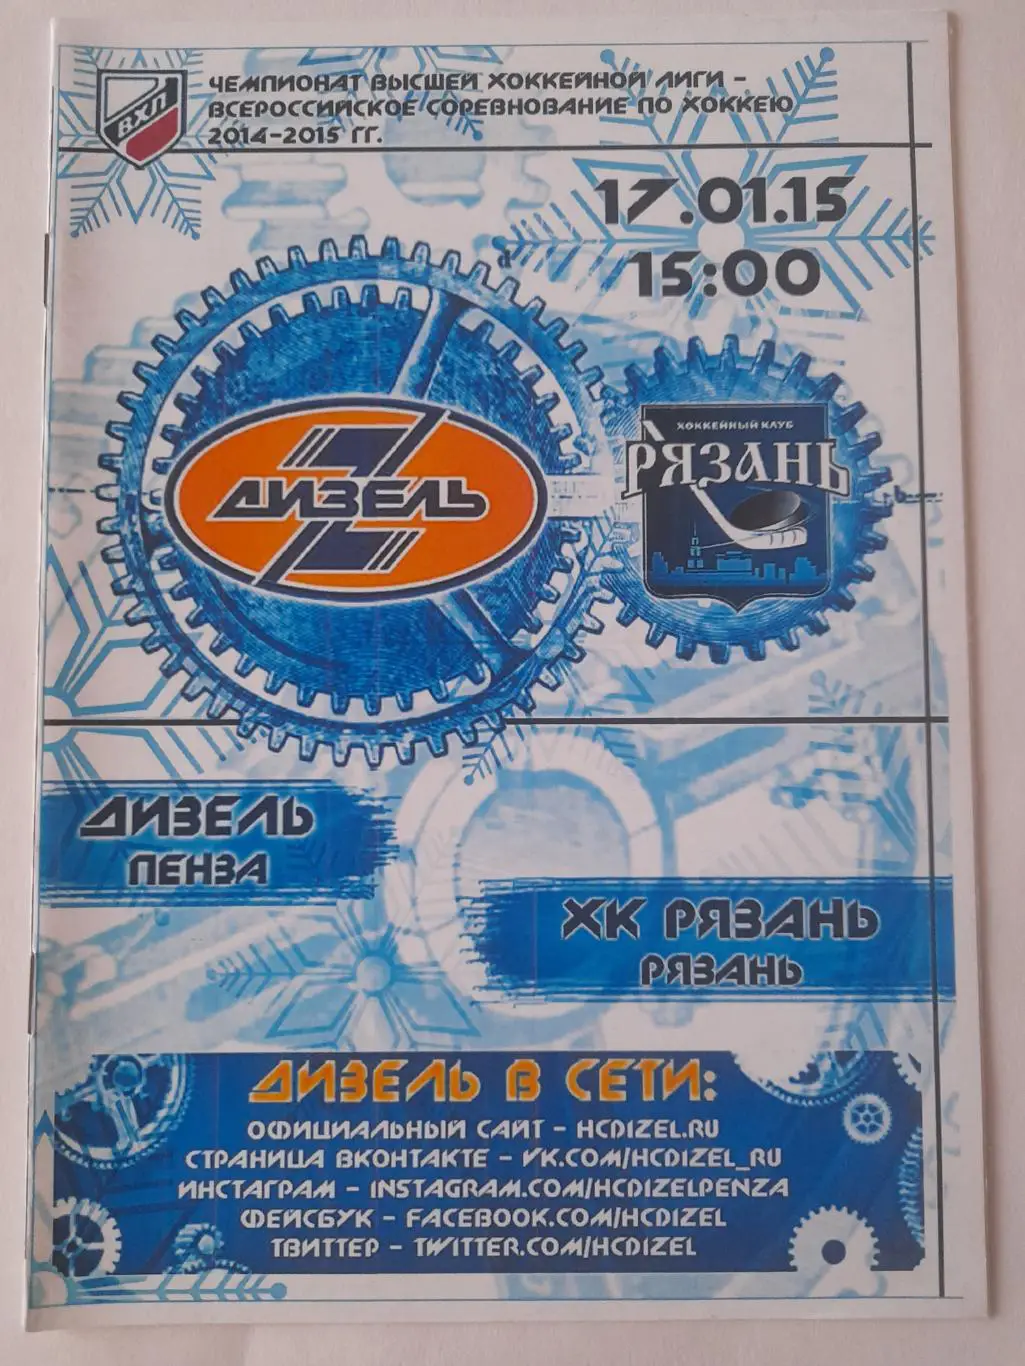 ВХЛ
ЧЕМПИОНАТ ВЫСШЕЙ ХОККЕЙНОЙ ЛИГИ -
ВСЕРОССИЙСКОЕ СОРЕВНОВАНИЕ ПО ХОККЕЮ
2014-2015 ГГ.
17.01.15
15:00
ДИЗЕЛЬ
ХОККЕЙНЫЙ КЛУБ
РЯЗАНЬ
ДИЗЕЛЬ
ПЕНЗА
ХК РЯЗАНЬ
РЯЗАНЬ
ДИЗЕЛЬ В СЕТИ:
ОФИЦИАЛЬНЫЙ САЙТ - HCDIZEL.RU
СТРАНИЦА ВКОНТАКТЕ - VK.COM/HCDIZEL_RU
ИНСТАГРАМ - INSTAGRAM.COM/HCDIZELPENZA
ФЕЙСБУК - FACEBOOK.COM/HCDIZEL
ТВИТТЕР - TWITTER.COM/HCDIZEL